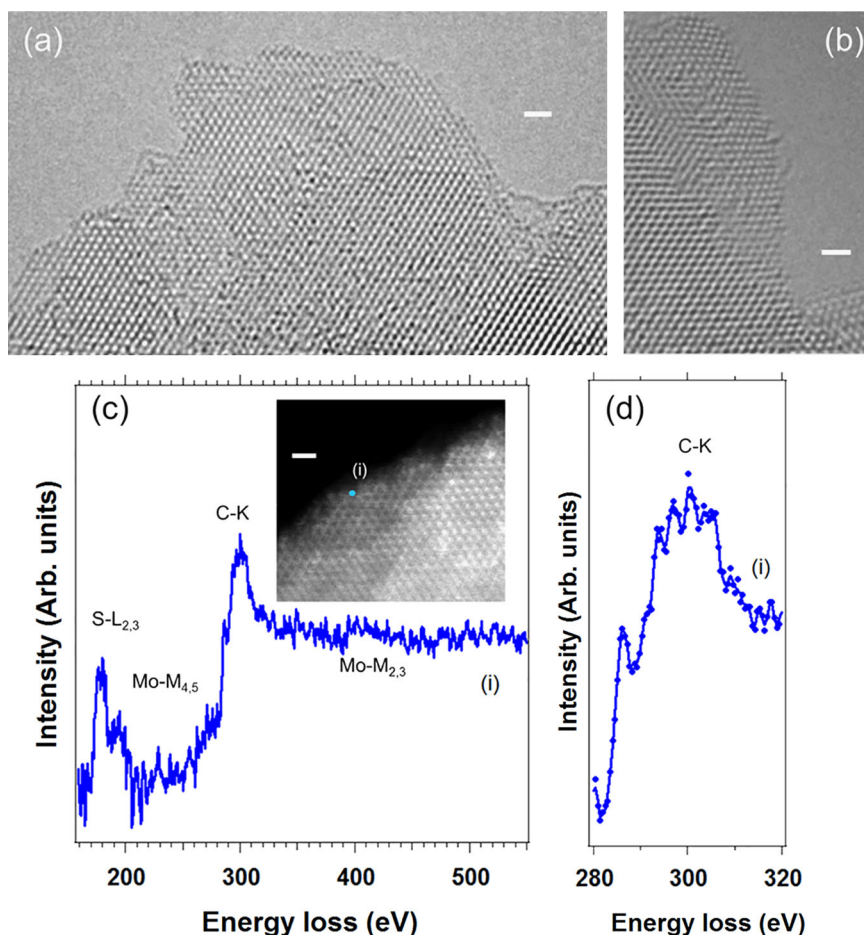 (a)
(b)
(c)
(i)
C-K
S-L2,3
Mo-M4,5
Mo-M2,3
(i)
Intensity (Arb. units)
200 300 400 500
Energy loss (eV)
(d)
C-K
(i)
Intensity (Arb. units)
280 300 320
Energy loss (eV)